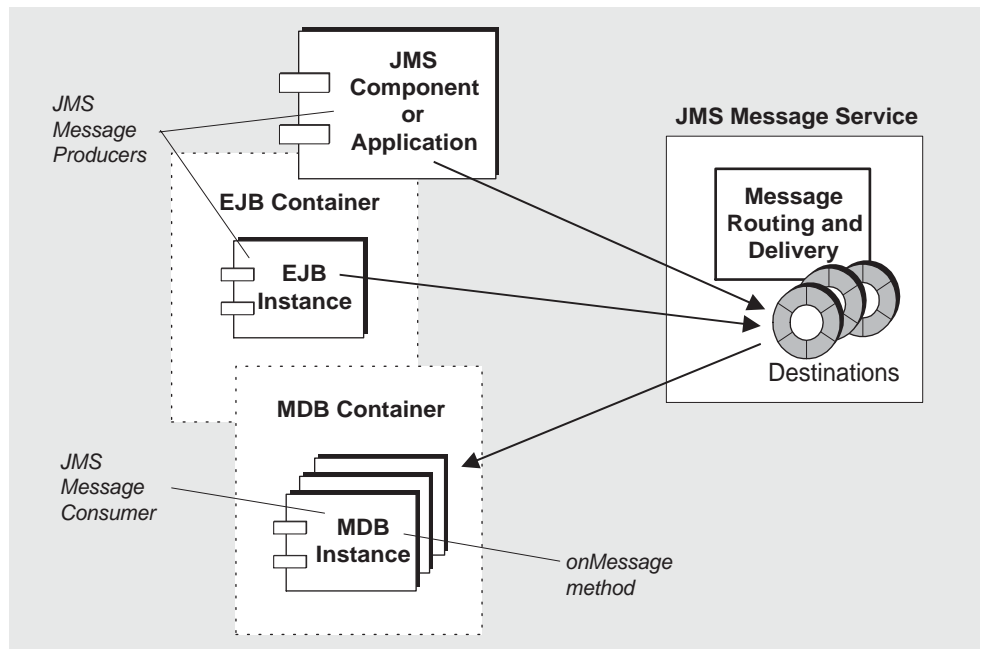 JMS
Component
or
Application
JMS
Message
Producers
JMS Message Service
Message
Routing and
Delivery
EJB Container
EJB
Instance
Destinations
MDB Container
JMS
Message
Consumer
MDB
Instance
onMessage
method